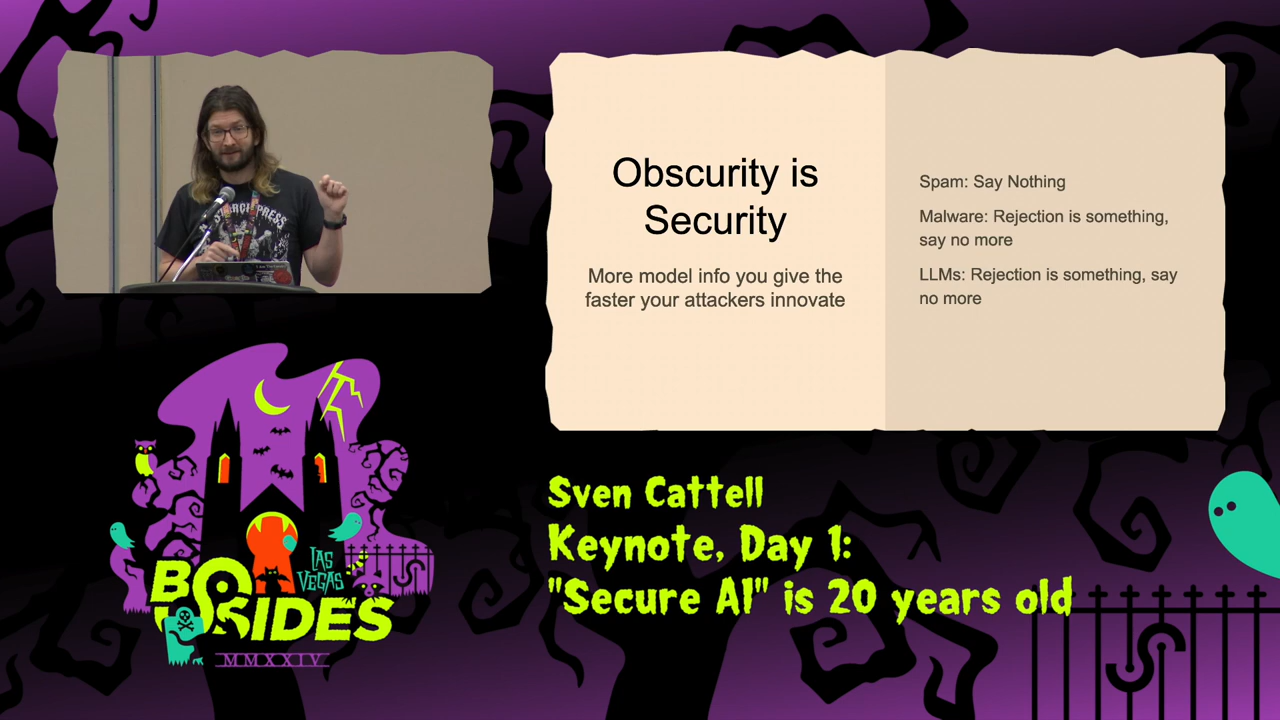 Obscurity is
Security
More model info you give the
faster your attackers innovate
Spam: Say Nothing
Malware: Rejection is something,
say no more
LLMs: Rejection is something, say
no more
Sven Cattell
Keynote, Day 1:
"Secure AI" is 20 years old
LAS
VEGAS
BSIDES
MMXXIV